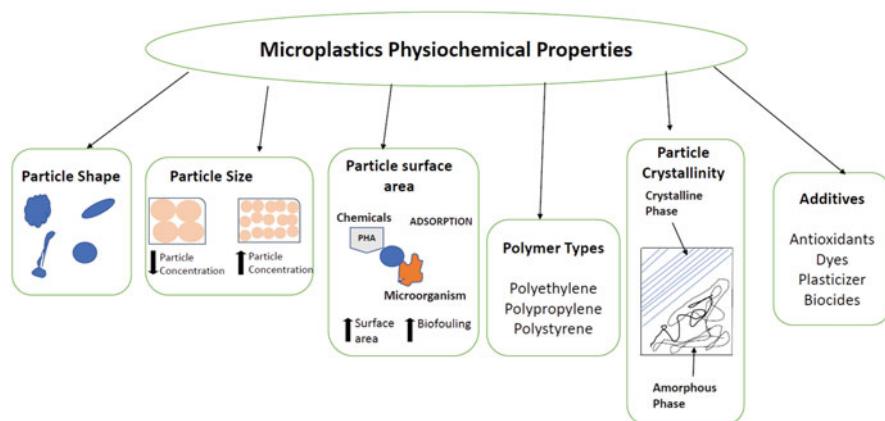 Microplastics Physiochemical Properties
Particle Shape
Particle Size
Particle
Concentration
Particle
Concentration
Particle surface
area
Chemicals
ADSORPTION
PHA
Microorganism
Surface
area
Biofouling
Polymer Types
Polyethylene
Polypropylene
Polystyrene
Particle
Crystallinity
Crystalline
Phase
Amorphous
Phase
Additives
Antioxidants
Dyes
Plasticizer
Biocides